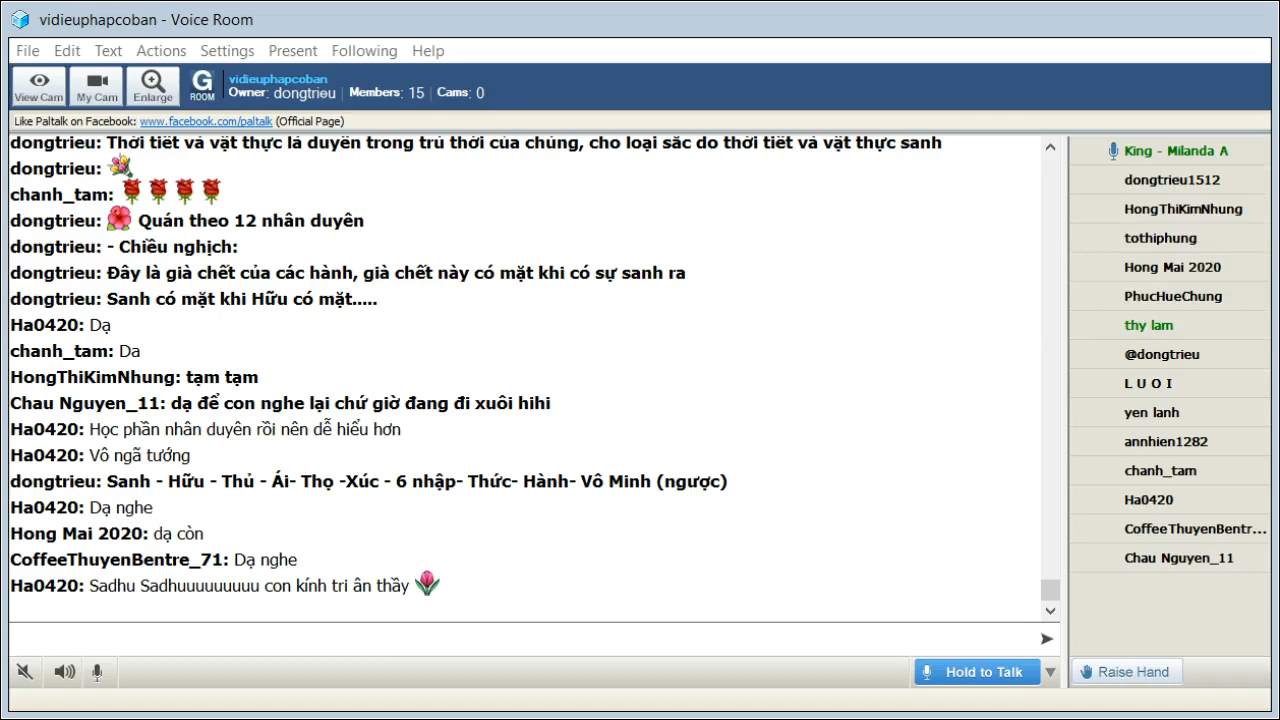 vidieuphapcoban - Voice Room
File Edit Text Actions Settings Present Following Help
View Cam My Cam Enlarge G ROOM
vidieuphapcoban
Owner: dongtrieu Members: 15 Cams: 0
Like Paltalk on Facebook: www.facebook.com/paltalk (Official Page)
dongtrieu: Thời tiết và vật thực là duyên trong trú thời của chúng, cho loại sắc do thời tiết và vật thực sanh
dongtrieu:
chanh_tam:
dongtrieu: Quán theo 12 nhân duyên
dongtrieu: - Chiều nghịch:
dongtrieu: Đây là già chết của các hành, già chết này có mặt khi có sự sanh ra
dongtrieu: Sanh có mặt khi Hữu có mặt.....
Ha0420: Dạ
chanh_tam: Da
HongThiKimNhung: tạm tạm
Chau Nguyen_11: dạ để con nghe lại chứ giờ đang đi xuôi hihi
Ha0420: Học phần nhân duyên rồi nên dễ hiểu hơn
Ha0420: Vô ngã tướng
dongtrieu: Sanh - Hữu - Thủ - Ái- Thọ -Xúc - 6 nhập- Thức- Hành- Vô Minh (ngược)
Ha0420: Dạ nghe
Hong Mai 2020: dạ còn
CoffeeThuyenBentre_71: Dạ nghe
Ha0420: Sadhu Sadhuuuuuuuuu con kính tri ân thầy
King - Milanda A
dongtrieu1512
HongThiKimNhung
tothiphung
Hong Mai 2020
PhucHueChung
thy lam
@dongtrieu
L U O I
yen lanh
annhien1282
chanh_tam
Ha0420
CoffeeThuyenBentr...
Chau Nguyen_11
Hold to Talk
Raise Hand